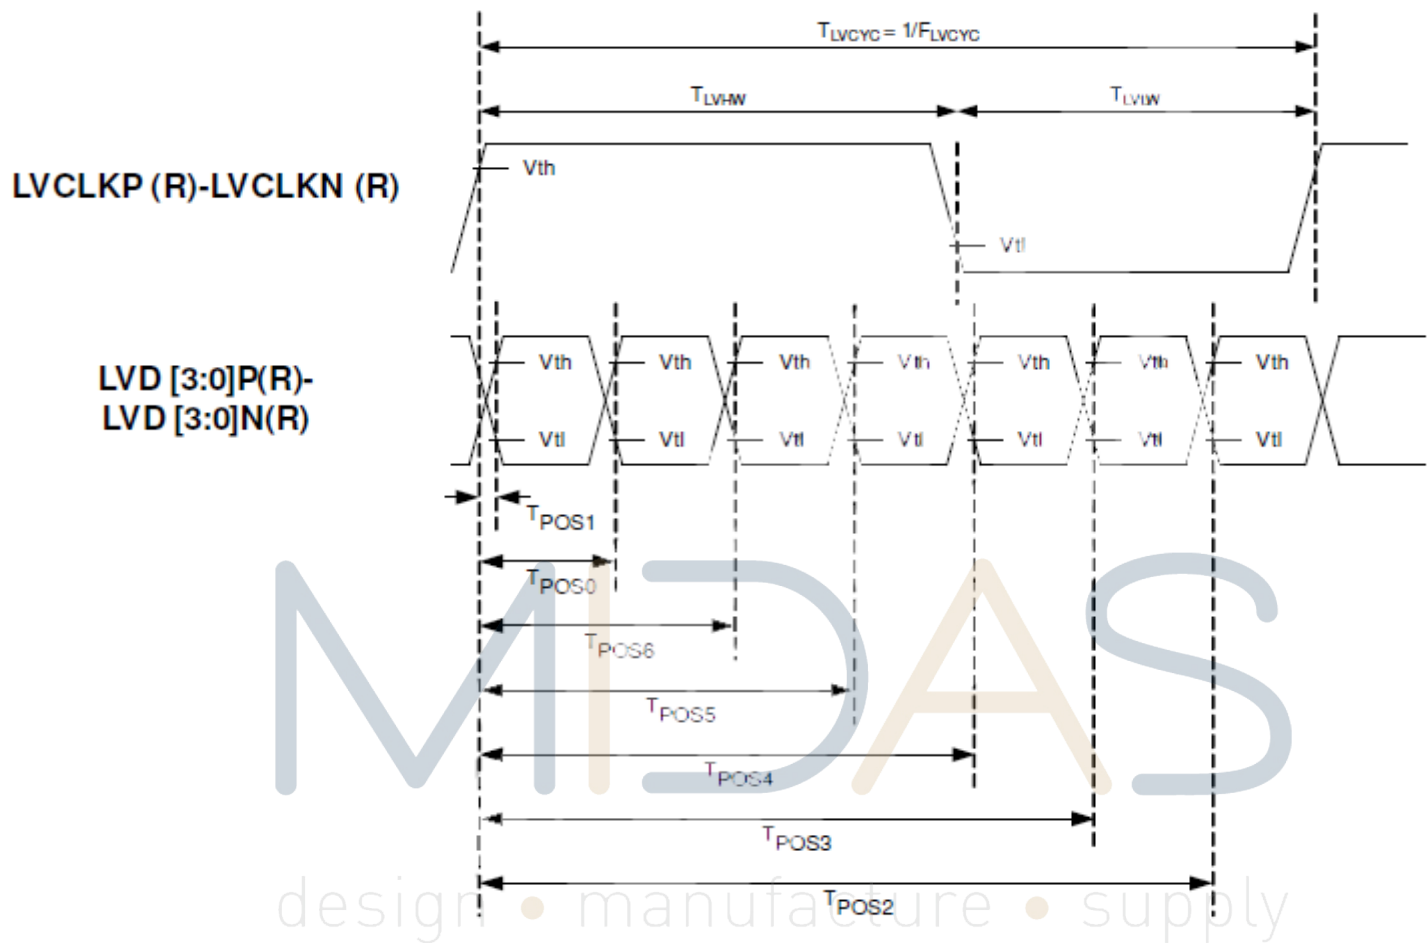 TLVCYC = 1/FLVCYC
TLVHW
TLVLW
LVCLKP (R)-LVCLKN (R)
Vth
Vtl
LVD [3:0]P(R)-
LVD [3:0]N(R)
Vth Vth Vth Vth Vth Vth Vth
Vtl Vtl Vtl Vtl Vtl Vtl Vtl
TPOS1
TPOS0
TPOS6
TPOS5
TPOS4
TPOS3
TPOS2
MIDAS
design • manufacture • supply